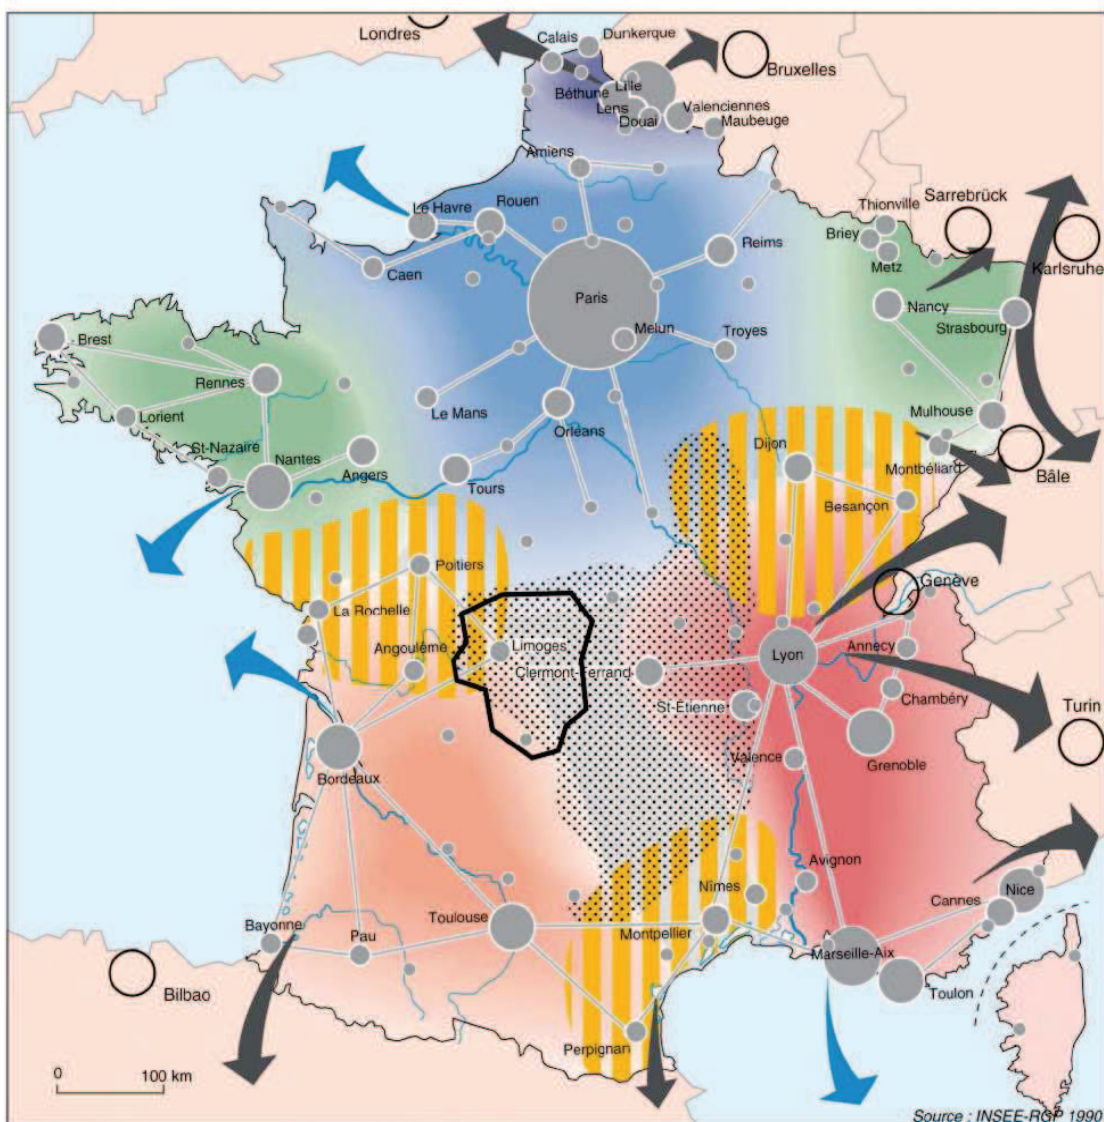 Londres
Calais
Dunkerque
Bruxelles
Béthune
Lille
Lens
Douai
Valenciennes
Maubeuge
Amiens
Le Havre
Rouen
Reims
Thionville
Sarrebrück
Briey
Metz
Karlsruhe
Caen
Paris
Nancy
Strasbourg
Melun
Troyes
Brest
Rennes
Le Mans
Orléans
Lorient
St-Nazaire
Nantes
Angers
Tours
Dijon
Mulhouse
Montbéliard
Bâle
Besançon
Poitiers
Genève
La Rochelle
Angoulême
Limoges
Clermont-Ferrand
Lyon
Annecy
Chambéry
St-Etienne
Turin
Bordeaux
Valence
Grenoble
Avignon
Nîmes
Cannes
Nice
Bayonne
Pau
Toulouse
Montpellier
Marseille-Aix
Toulon
Bilbao
Perpignan
0 100 km
Source : INSEE-RGP 1990